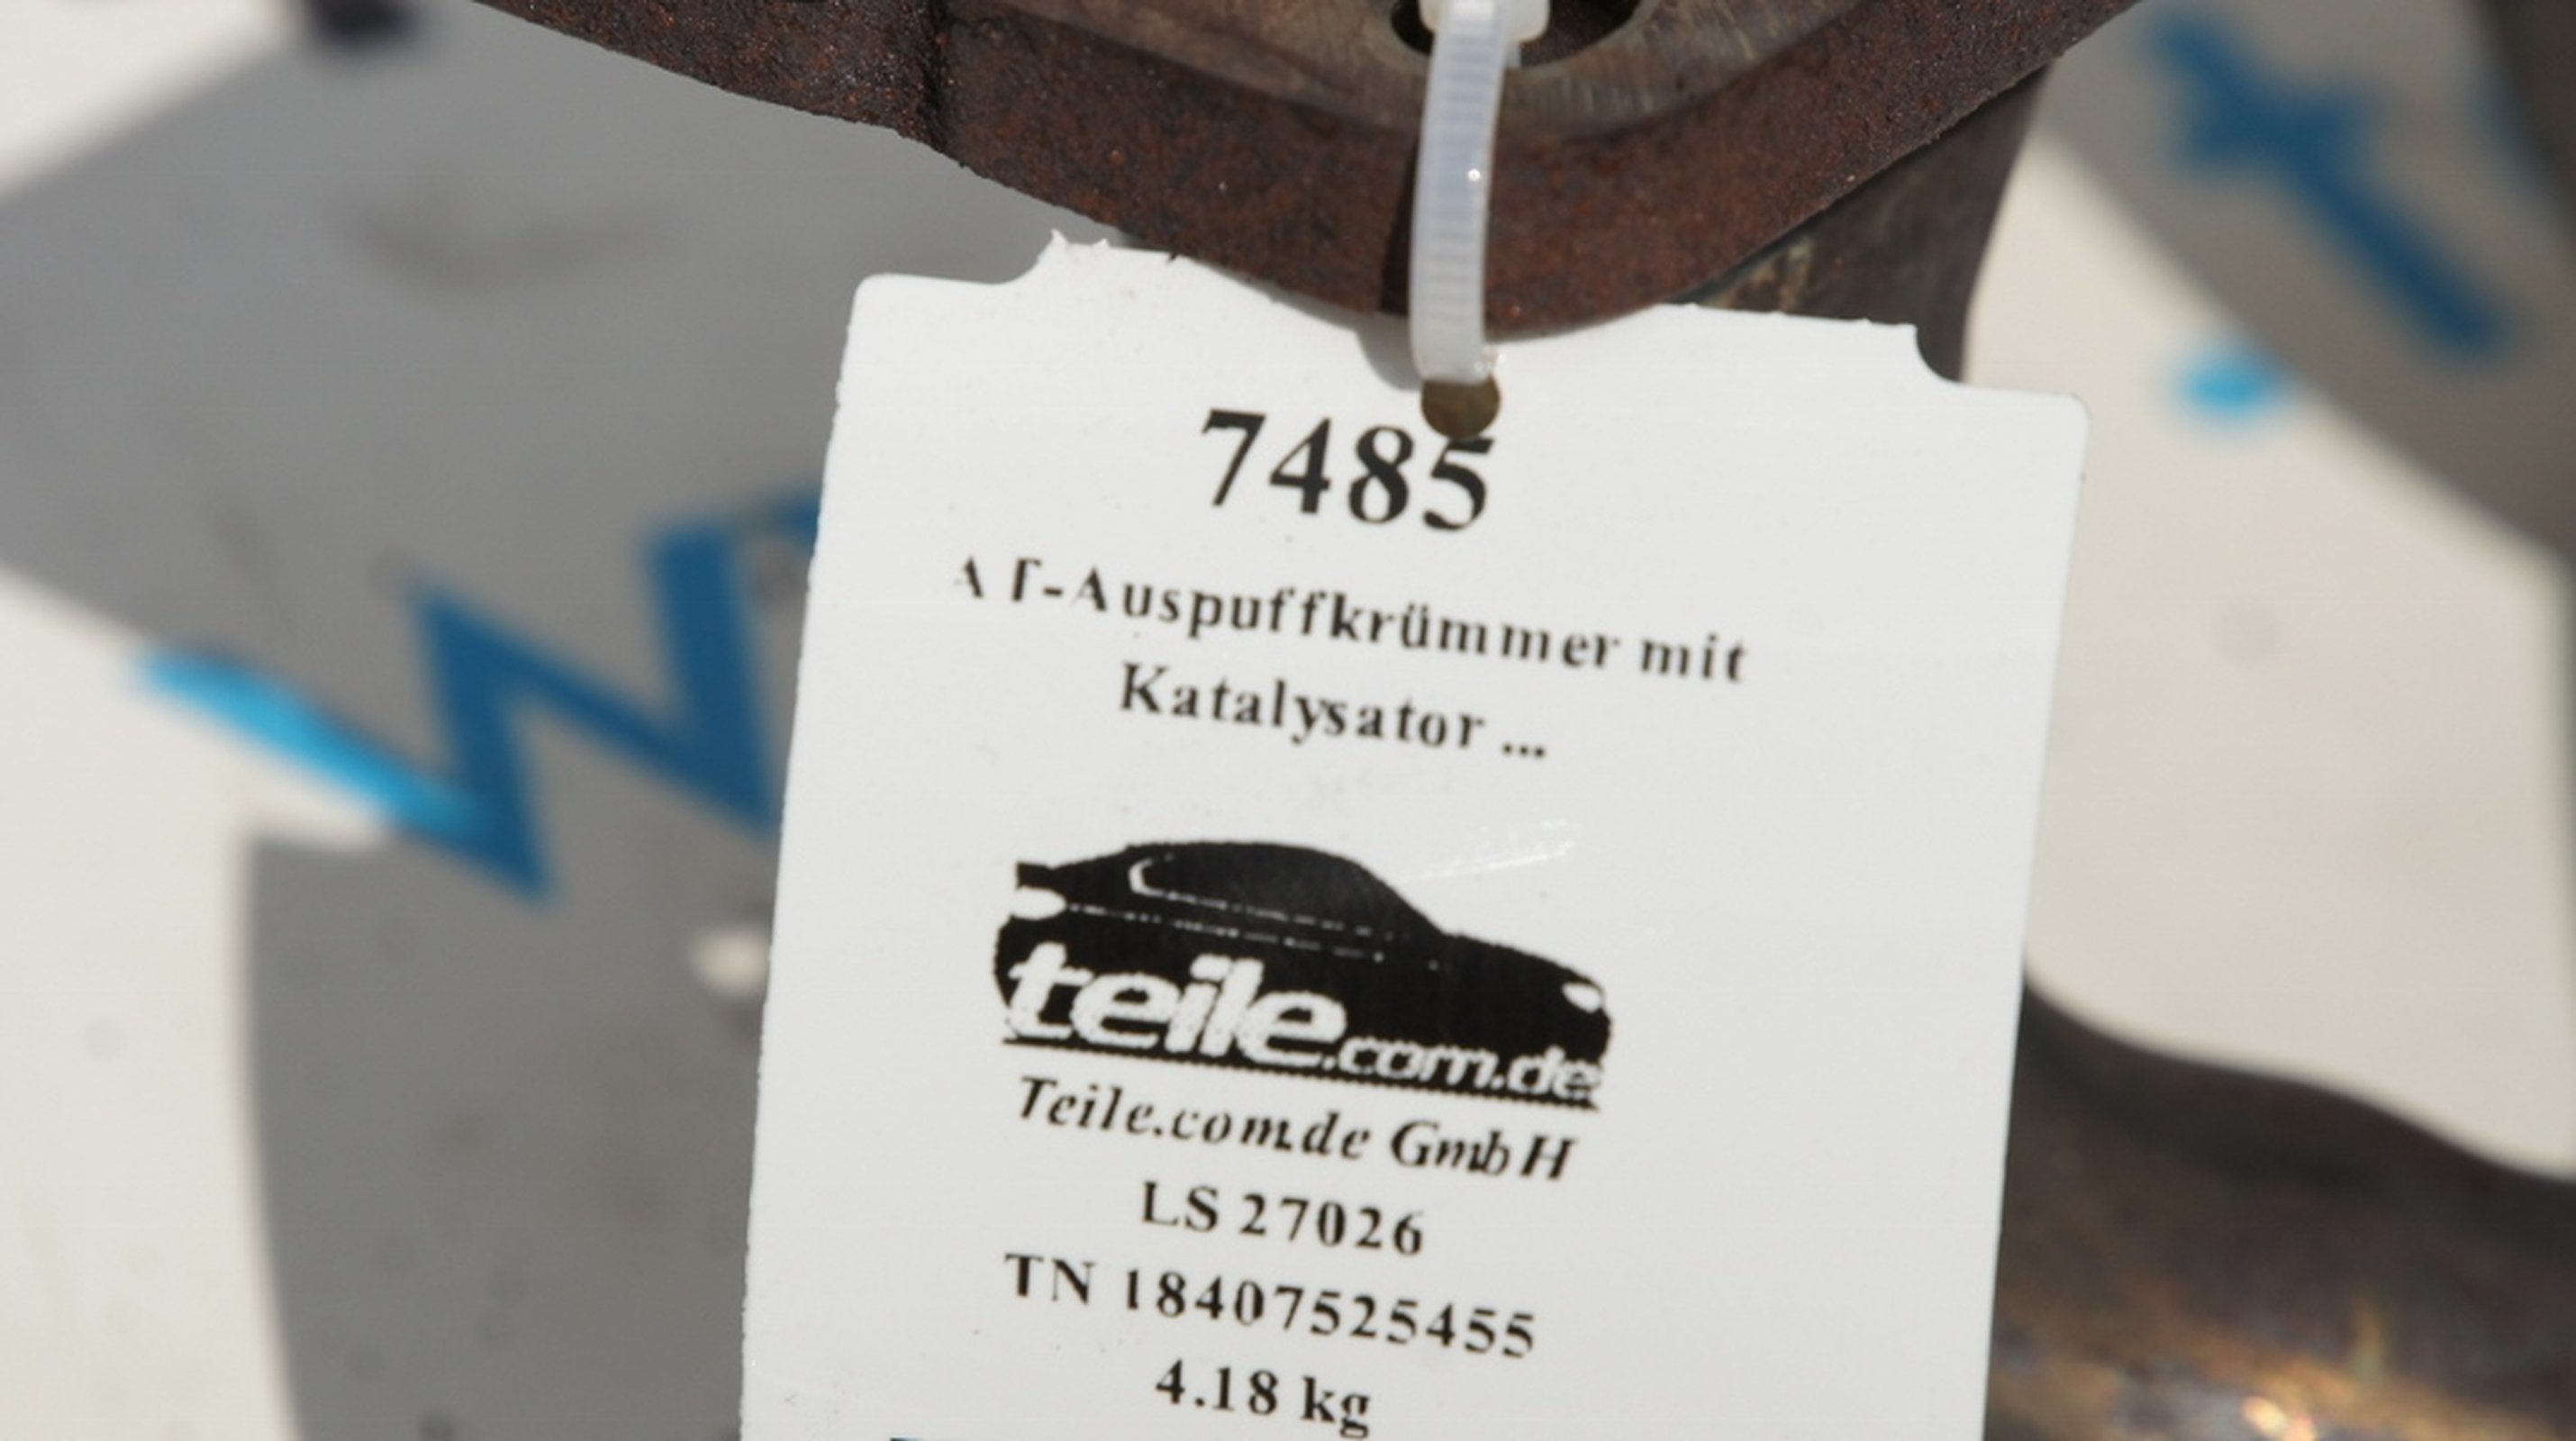 7485
AT-Auspuffkrümmer mit
Katalysator ...
teile.com.de
Teile.com.de GmbH
LS 27026
TN 18407525455
4.18 kg